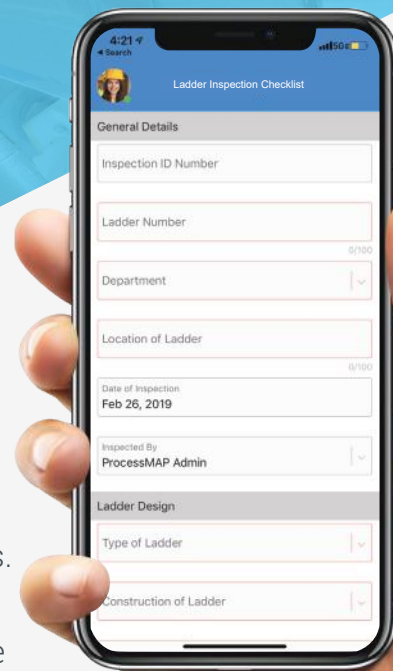 4:21
Search
5GE
Ladder Inspection Checklist
General Details
Inspection ID Number
Ladder Number
0/100
Department
Location of Ladder
0/100
Date of Inspection
Feb 26, 2019
Inspected By
ProcessMAP Admin
Ladder Design
Type of Ladder
Construction of Ladder
s.
e